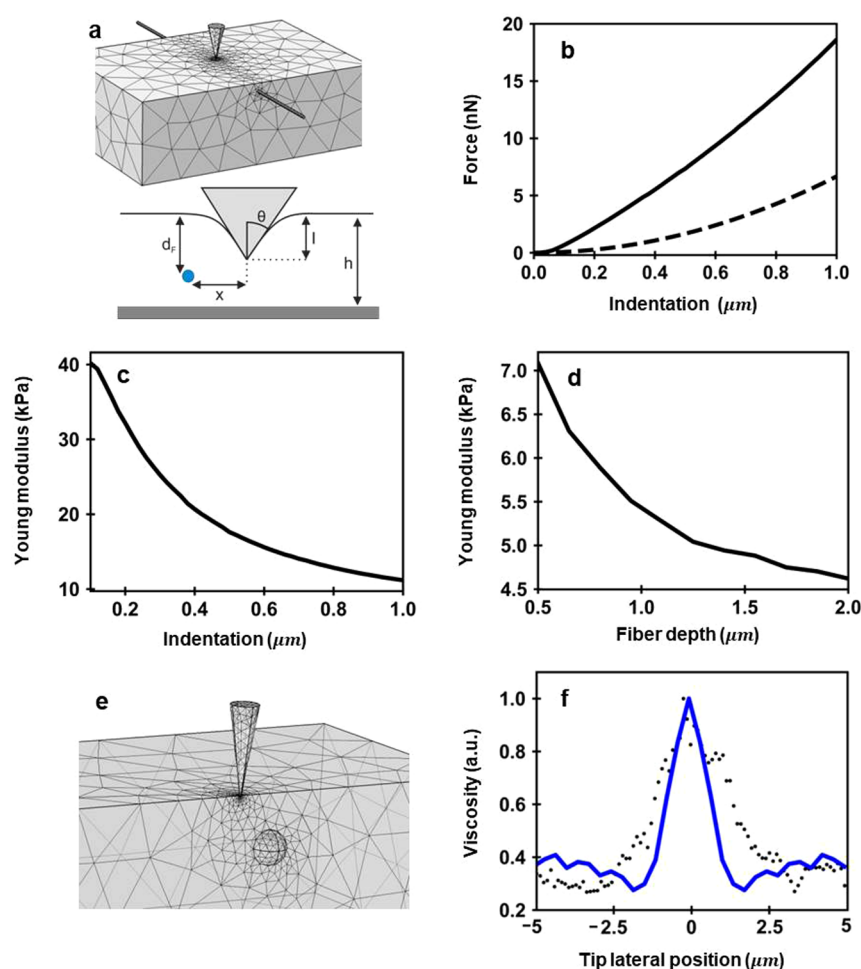 a
θ
d_F
I
h
x
b
Force (nN)
20
15
10
5
0
0.0 0.2 0.4 0.6 0.8 1.0
Indentation (μm)
c
Young modulus (kPa)
40
30
20
10
0.2 0.4 0.6 0.8 1.0
Indentation (μm)
d
Young modulus (kPa)
7.0
6.5
6.0
5.5
5.0
4.5
0.5 1.0 1.5 2.0
Fiber depth (μm)
e
f
Viscosity (a.u.)
1.0
0.8
0.6
0.4
0.2
−5 −2.5 0 2.5 5
Tip lateral position (μm)